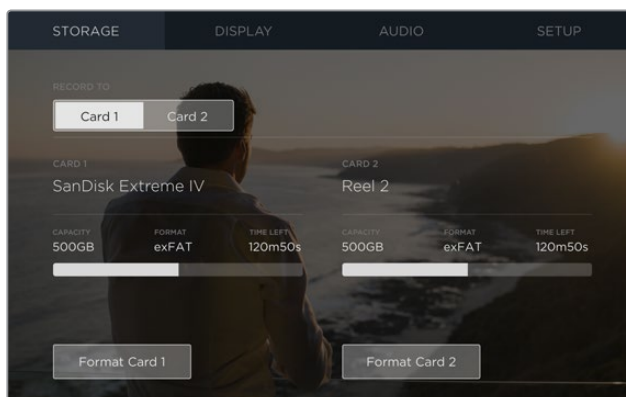 STORAGE DISPLAY AUDIO SETUP
RECORD TO
Card 1 Card 2
CARD 1 CARD 2
SanDisk Extreme IV Reel 2
CAPACITY FORMAT TIME LEFT CAPACITY FORMAT TIME LEFT
500GB exFAT 120m50s 500GB exFAT 120m50s
Format Card 1 Format Card 2